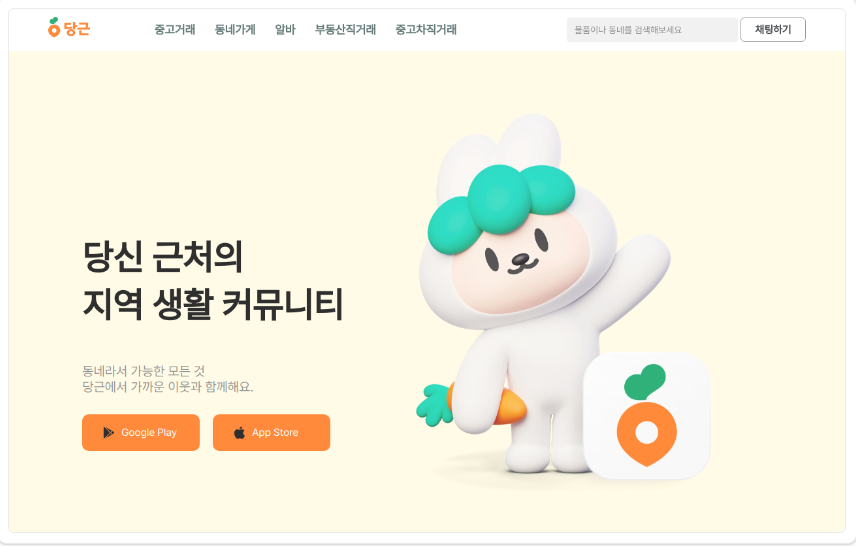 당근
중고거래 동네가게 알바 부동산직거래 중고차직거래
물품이나 동네를 검색해보세요
채팅하기
당신 근처의
지역 생활 커뮤니티
동네라서 가능한 모든 것
당근에서 가까운 이웃과 함께해요.
Google Play
App Store